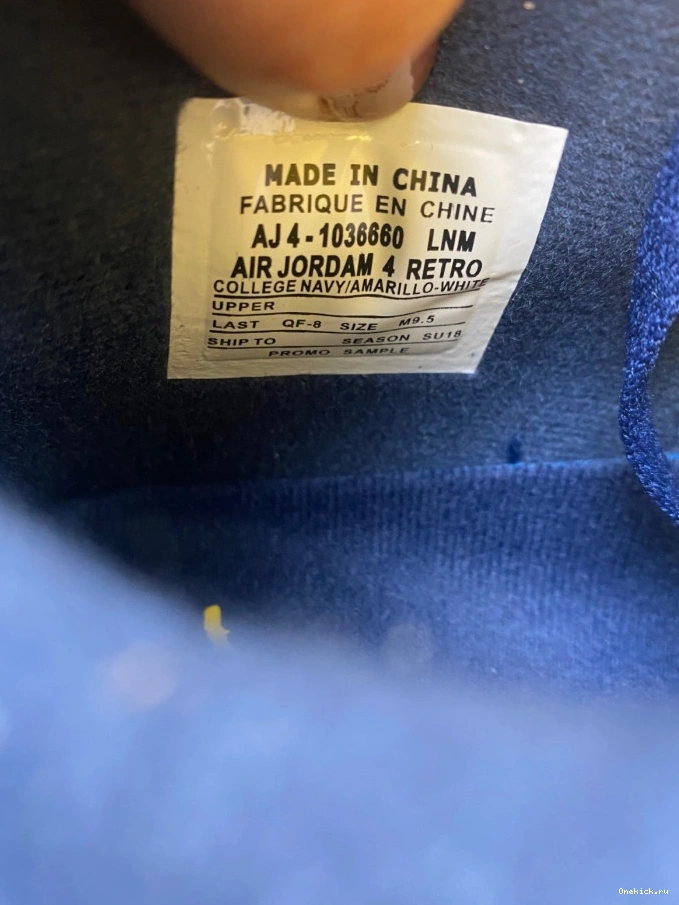 MADE IN CHINA
FABRIQUE EN CHINE
AJ 4-1036660 LNM
AIR JORDAM 4 RETRO
COLLEGE NAVY/AMARILLO-WHITE
UPPER
LAST QF-8 SIZE M9.5
SHIP TO SEASON SU18
PROMO SAMPLE
Onekick.ru